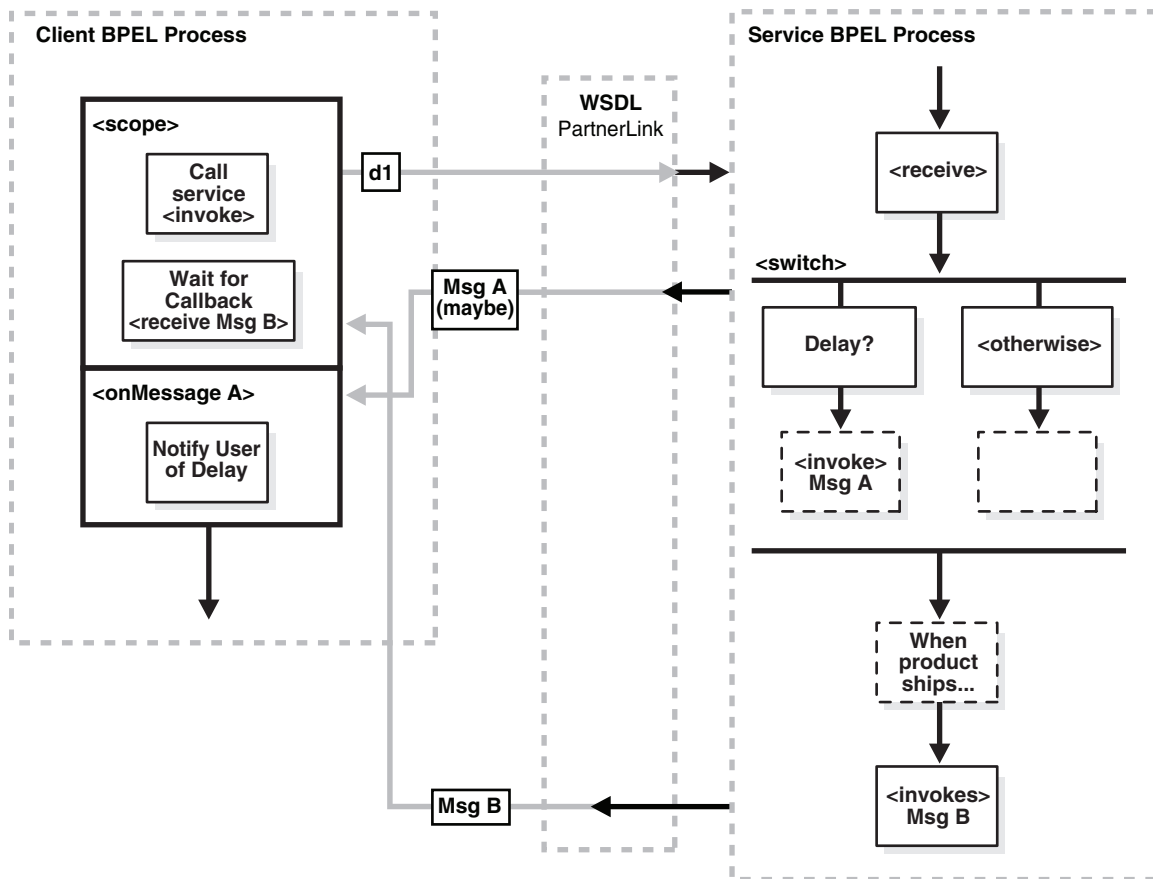 Client BPEL Process
<scope>
Call
service
<invoke>
Wait for
Callback
<receive Msg B>
<onMessage A>
Notify User
of Delay
d1
Msg A
(maybe)
Msg B
WSDL
PartnerLink
Service BPEL Process
<receive>
<switch>
Delay?
<otherwise>
<invoke>
Msg A
When
product
ships...
<invokes>
Msg B